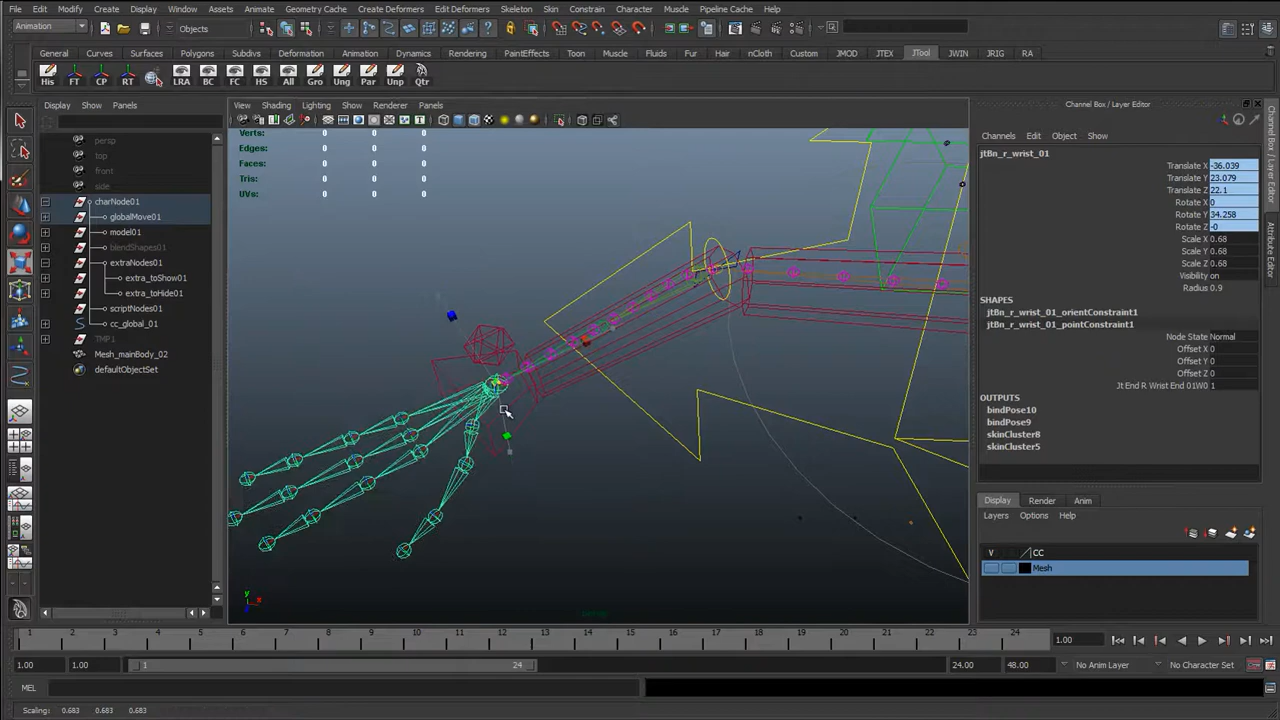 File Edit Modify Create Display Window Assets Animate Geometry Cache Create Deformers Edit Deformers Skeleton Skin Constrain Character Muscle Pipeline Cache Help
Animation Objects
General Curves Surfaces Polygons Subdivs Deformation Animation Dynamics Rendering PaintEffects Toon Muscle Fluids Fur Hair nCloth Custom JMOD JTEX JTool JWIN JRIG RA
His FT CP RT LRA BC FC HS All Gro Ung Par Unp Qtr
Display Show Panels
persp
top
front
side
charNode01
globalMove01
model01
blendShapes01
extraNodes01
extra_toShow01
extra_toHide01
scriptNodes01
cc_global_01
TMP1
Mesh_mainBody_02
defaultObjectSet
View Shading Lighting Show Renderer Panels
Verts: 0 0 0
Edges: 0 0 0
Faces: 0 0 0
Tris: 0 0 0
UVs: 0 0 0
y
x
Channel Box / Layer Editor
Channels Edit Object Show
jtBn_r_wrist_01
Translate X -36.039
Translate Y 23.079
Translate Z 22.1
Rotate X 0
Rotate Y 34.258
Rotate Z -0
Scale X 0.68
Scale Y 0.68
Scale Z 0.68
Visibility on
Radius 0.9
SHAPES
jtBn_r_wrist_01_orientConstraint1
jtBn_r_wrist_01_pointConstraint1
Node State Normal
Offset X 0
Offset Y 0
Offset Z 0
Jt End R Wrist End 01W0 1
OUTPUTS
bindPose10
bindPose9
skinCluster8
skinCluster5
Display Render Anim
Layers Options Help
V CC
Mesh
Channel Box / Layer Editor
Attribute Editor
1 2 3 4 5 6 7 8 9 10 11 12 13 14 15 16 17 18 19 20 21 22 23 24 1.00
1.00 1.00 1 24 24.00 48.00 No Anim Layer No Character Set
MEL
Scaling: 0.683 0.683 0.683